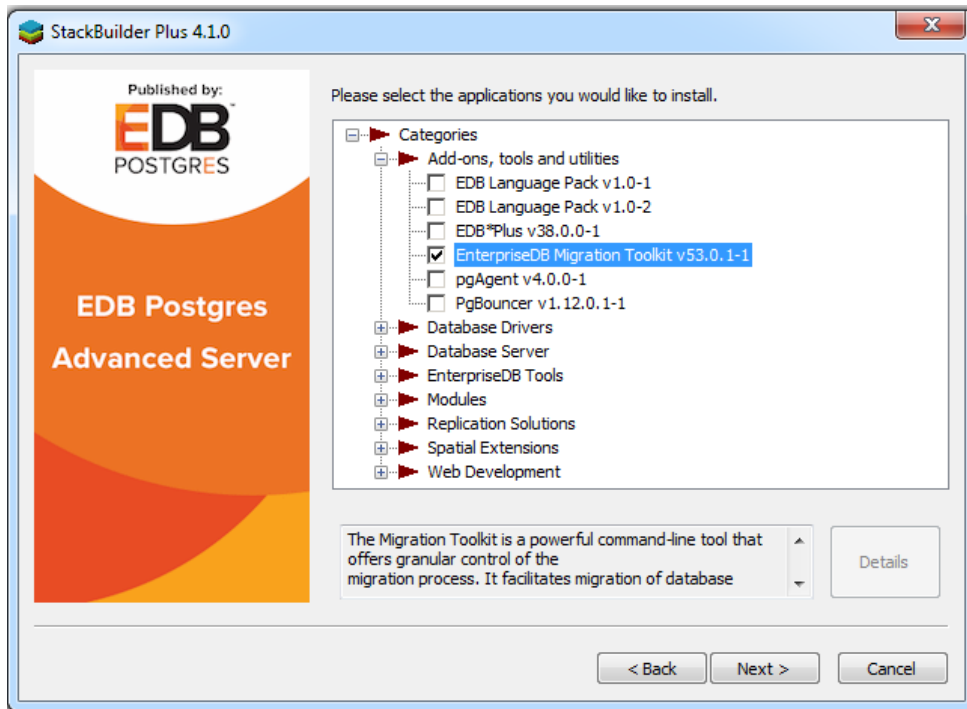 StackBuilder Plus 4.1.0
Published by:
EDB™
POSTGRES
EDB Postgres
Advanced Server
Please select the applications you would like to install.
Categories
Add-ons, tools and utilities
EDB Language Pack v1.0-1
EDB Language Pack v1.0-2
EDB*Plus v38.0.0-1
EnterpriseDB Migration Toolkit v53.0.1-1
pgAgent v4.0.0-1
PgBouncer v1.12.0.1-1
Database Drivers
Database Server
EnterpriseDB Tools
Modules
Replication Solutions
Spatial Extensions
Web Development
The Migration Toolkit is a powerful command-line tool that
offers granular control of the
migration process. It facilitates migration of database
Details
< Back
Next >
Cancel